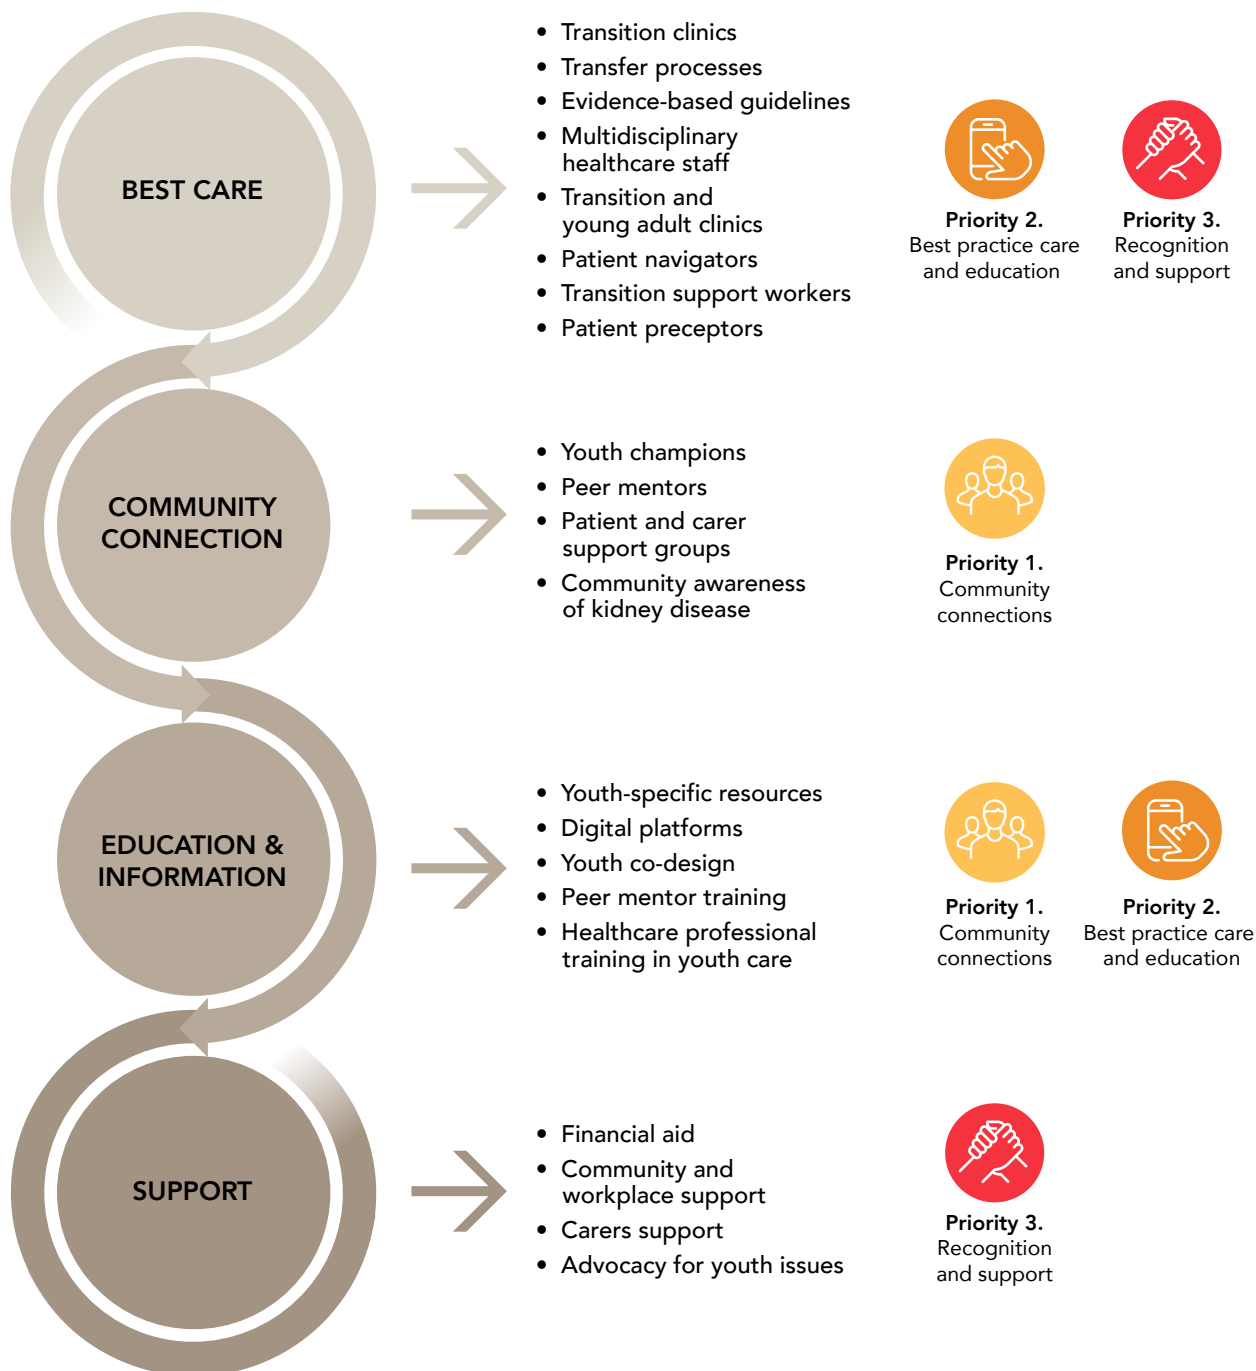 BEST CARE
• Transition clinics
• Transfer processes
• Evidence-based guidelines
• Multidisciplinary
healthcare staff
• Transition and
young adult clinics
• Patient navigators
• Transition support workers
• Patient preceptors
Priority 2.
Best practice care
and education
Priority 3.
Recognition
and support
COMMUNITY
CONNECTION
• Youth champions
• Peer mentors
• Patient and carer
support groups
• Community awareness
of kidney disease
Priority 1.
Community
connections
EDUCATION &
INFORMATION
• Youth-specific resources
• Digital platforms
• Youth co-design
• Peer mentor training
• Healthcare professional
training in youth care
Priority 1.
Community
connections
Priority 2.
Best practice care
and education
SUPPORT
• Financial aid
• Community and
workplace support
• Carers support
• Advocacy for youth issues
Priority 3.
Recognition
and support